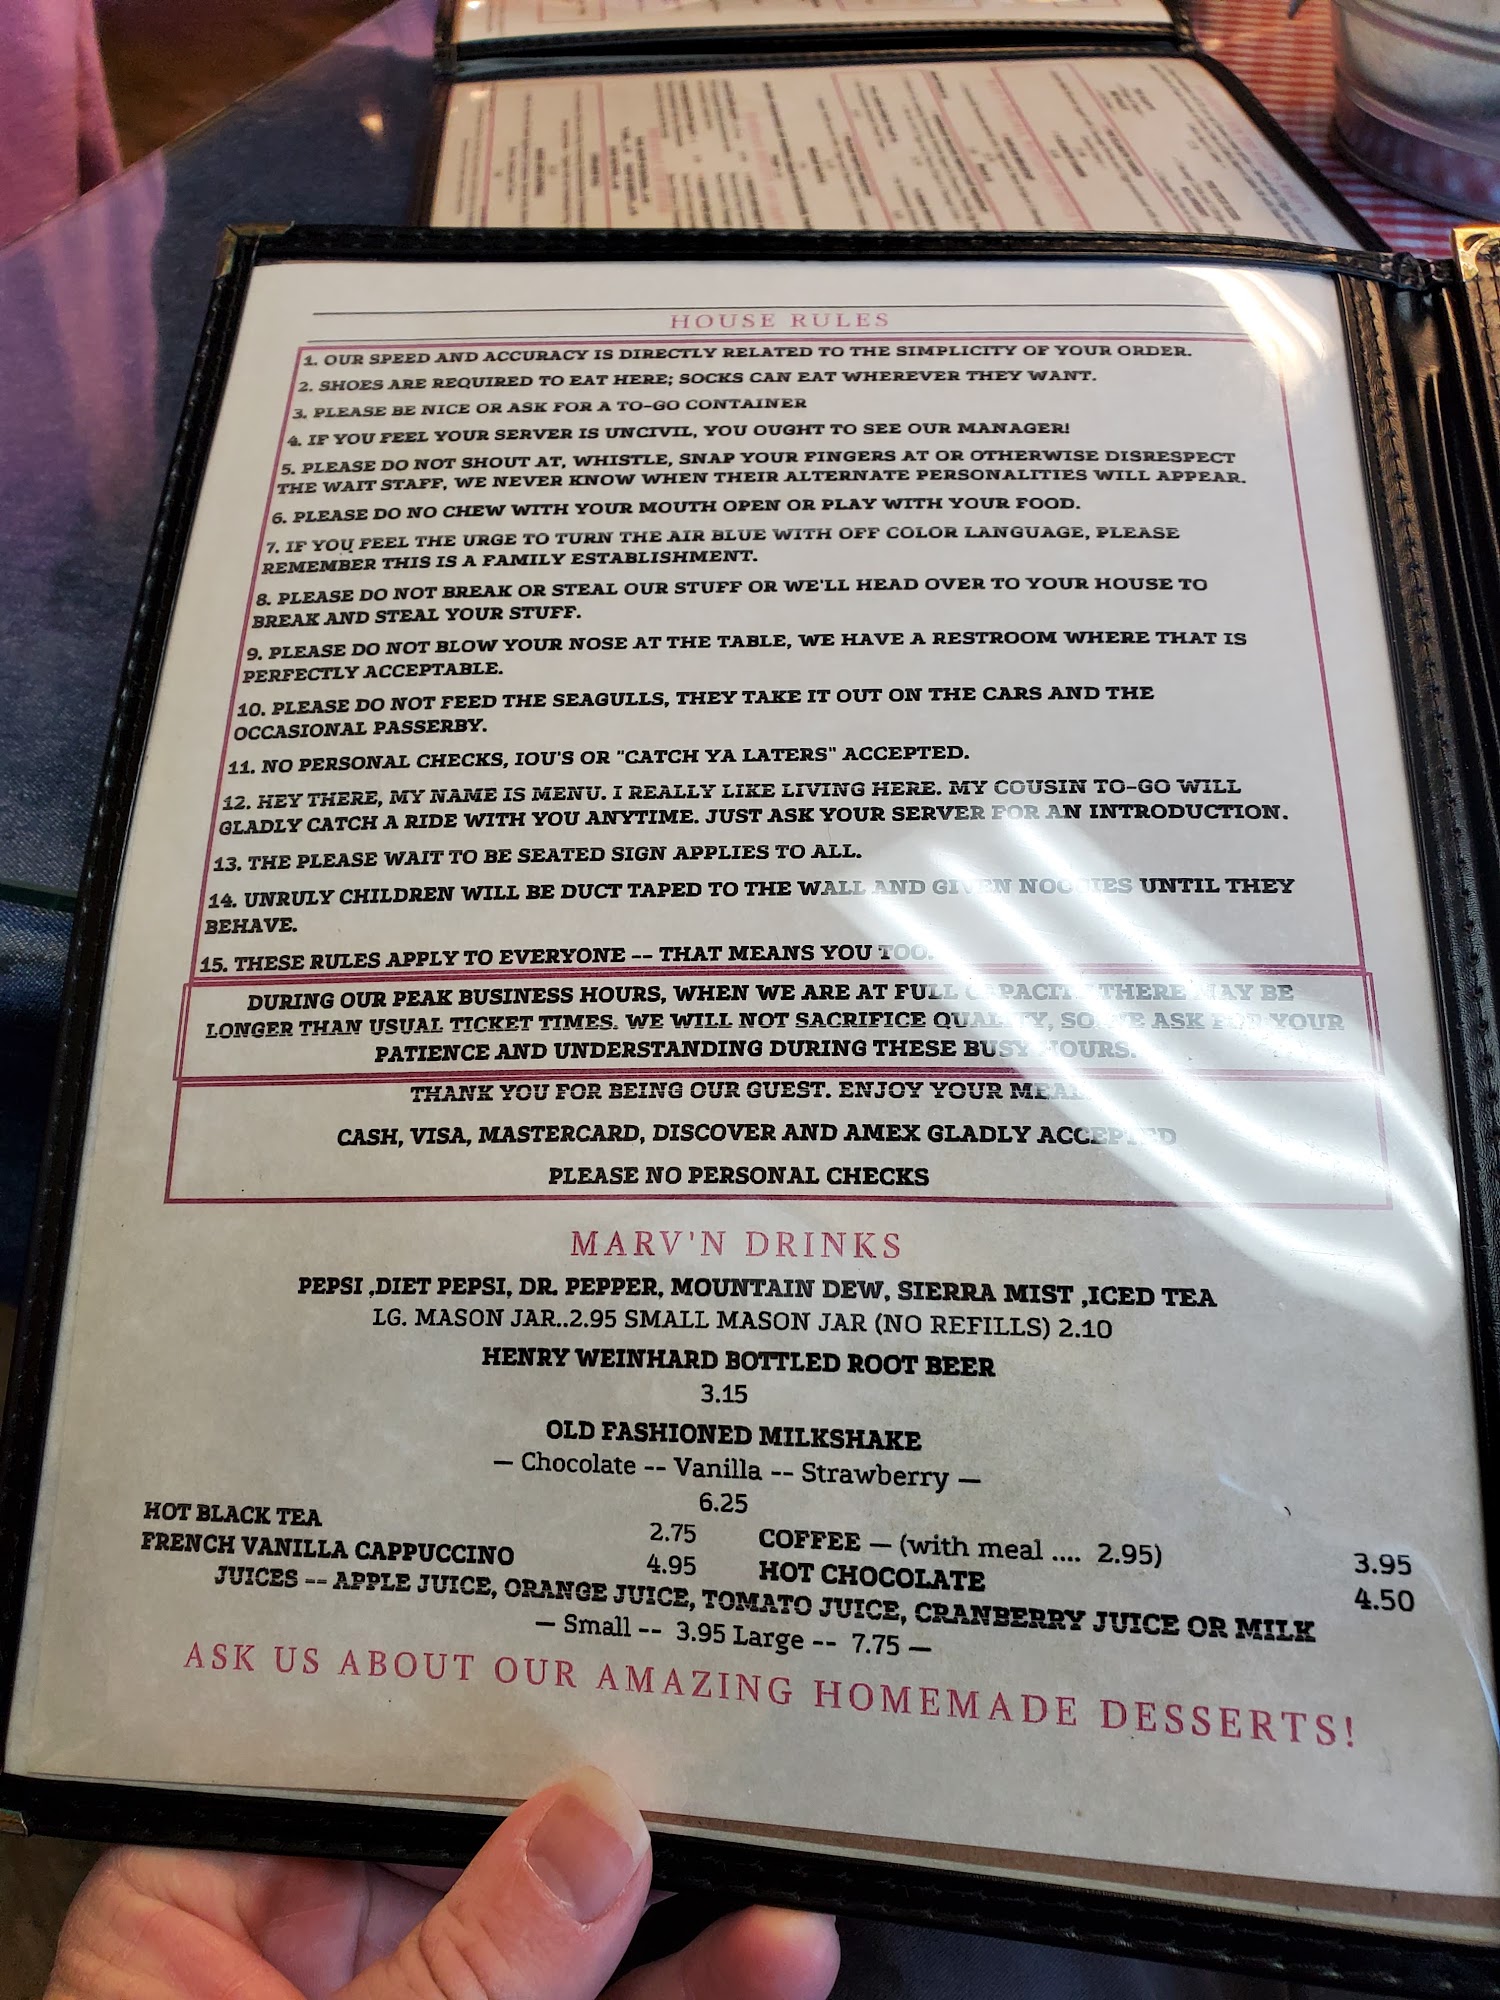 HOUSE RULES
1. OUR SPEED AND ACCURACY IS DIRECTLY RELATED TO THE SIMPLICITY OF YOUR ORDER.
2. SHOES ARE REQUIRED TO EAT HERE; SOCKS CAN EAT WHEREVER THEY WANT.
3. PLEASE BE NICE OR ASK FOR A TO-GO CONTAINER
4. IF YOU FEEL YOUR SERVER IS UNCIVIL, YOU OUGHT TO SEE OUR MANAGER!
5. PLEASE DO NOT SHOUT AT, WHISTLE, SNAP YOUR FINGERS AT OR OTHERWISE DISRESPECT
THE WAIT STAFF, WE NEVER KNOW WHEN THEIR ALTERNATE PERSONALITIES WILL APPEAR.
6. PLEASE DO NO CHEW WITH YOUR MOUTH OPEN OR PLAY WITH YOUR FOOD.
7. IF YOU FEEL THE URGE TO TURN THE AIR BLUE WITH OFF COLOR LANGUAGE, PLEASE
REMEMBER THIS IS A FAMILY ESTABLISHMENT.
8. PLEASE DO NOT BREAK OR STEAL OUR STUFF OR WE'LL HEAD OVER TO YOUR HOUSE TO
BREAK AND STEAL YOUR STUFF.
9. PLEASE DO NOT BLOW YOUR NOSE AT THE TABLE, WE HAVE A RESTROOM WHERE THAT IS
PERFECTLY ACCEPTABLE.
10. PLEASE DO NOT FEED THE SEAGULLS, THEY TAKE IT OUT ON THE CARS AND THE
OCCASIONAL PASSERBY.
11. NO PERSONAL CHECKS, IOU'S OR "CATCH YA LATERS" ACCEPTED.
12. HEY THERE, MY NAME IS MENU. I REALLY LIKE LIVING HERE. MY COUSIN TO-GO WILL
GLADLY CATCH A RIDE WITH YOU ANYTIME. JUST ASK YOUR SERVER FOR AN INTRODUCTION.
13. THE PLEASE WAIT TO BE SEATED SIGN APPLIES TO ALL.
14. UNRULY CHILDREN WILL BE DUCT TAPED TO THE WALL AND GIVEN NOOGIES UNTIL THEY
BEHAVE.
15. THESE RULES APPLY TO EVERYONE -- THAT MEANS YOU TOO.
DURING OUR PEAK BUSINESS HOURS, WHEN WE ARE AT FULL CAPACITY THERE MAY BE
LONGER THAN USUAL TICKET TIMES. WE WILL NOT SACRIFICE QUALITY, SO WE ASK FOR YOUR
PATIENCE AND UNDERSTANDING DURING THESE BUSY HOURS.
THANK YOU FOR BEING OUR GUEST. ENJOY YOUR MEAL
CASH, VISA, MASTERCARD, DISCOVER AND AMEX GLADLY ACCEPTED
PLEASE NO PERSONAL CHECKS
MARV'N DRINKS
PEPSI ,DIET PEPSI, DR. PEPPER, MOUNTAIN DEW, SIERRA MIST ,ICED TEA
LG. MASON JAR..2.95 SMALL MASON JAR (NO REFILLS) 2.10
HENRY WEINHARD BOTTLED ROOT BEER
3.15
OLD FASHIONED MILKSHAKE
— Chocolate -- Vanilla -- Strawberry —
6.25
HOT BLACK TEA 2.75 COFFEE — (with meal .... 2.95) 3.95
FRENCH VANILLA CAPPUCCINO 4.95 HOT CHOCOLATE 4.50
JUICES -- APPLE JUICE, ORANGE JUICE, TOMATO JUICE, CRANBERRY JUICE OR MILK
— Small -- 3.95 Large -- 7.75 —
ASK US ABOUT OUR AMAZING HOMEMADE DESSERTS!